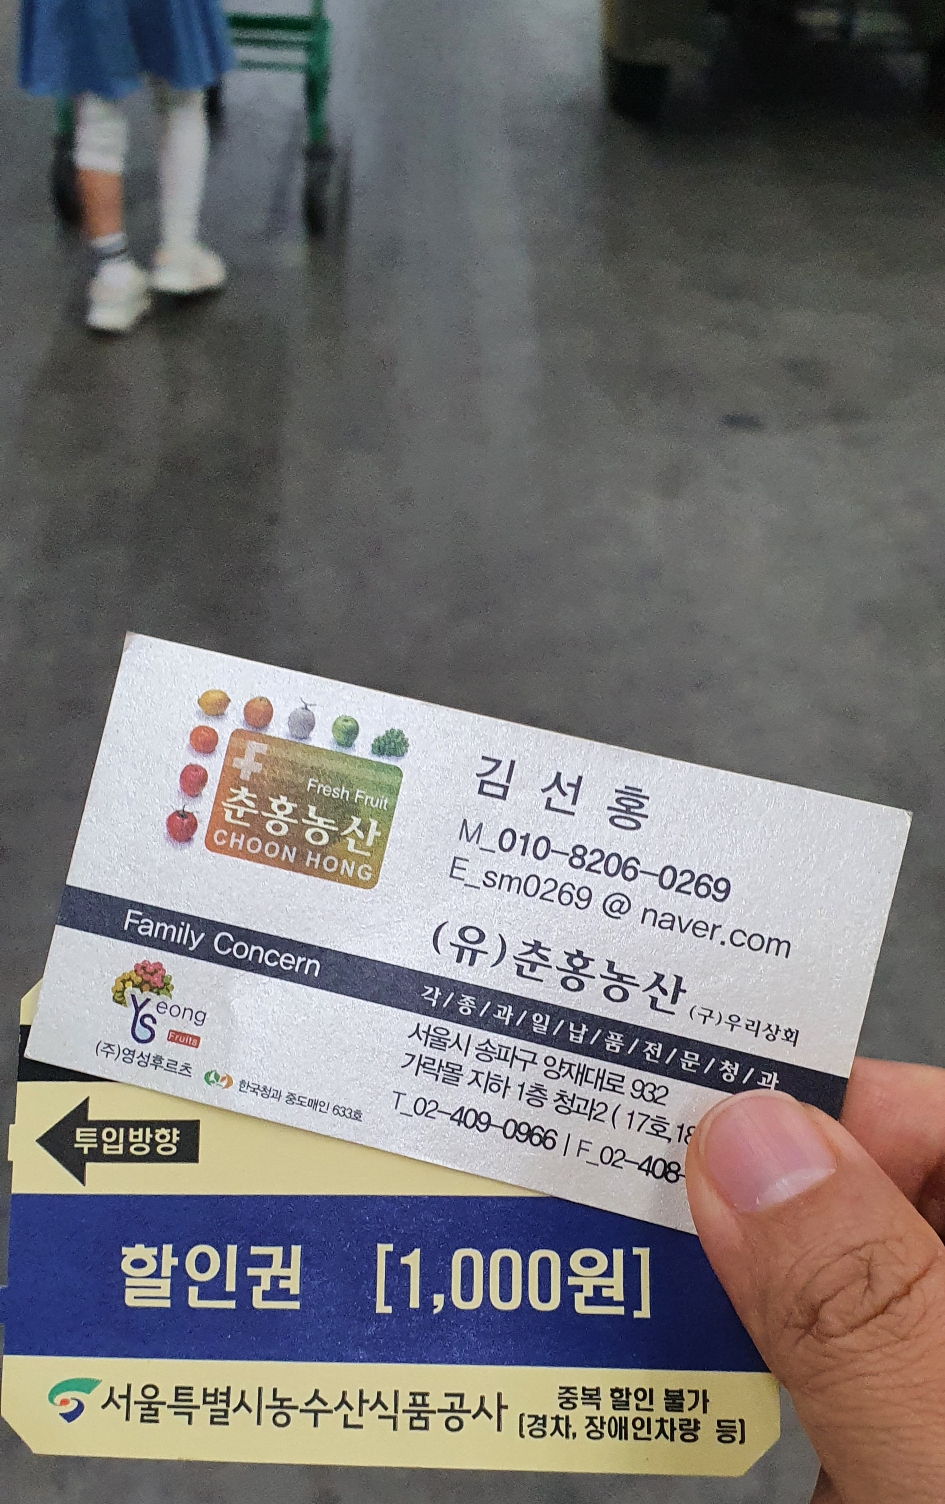 Fresh Fruit
춘홍농산
CHOON HONG
김 선 홍
M_010-8206-0269
E_sm0269 @ naver.com
(유)춘홍농산 (구)우리상회
Family Concern
각/종/과/일/납/품/전/문/청/과
서울시 송파구 양재대로 932
가락몰 지하 1층 청과2 ( 17호,18
T_02-409-0966 | F_02-408-
YS eong
Fruits
(주)영성후르츠
한국청과 중도매인 633호
투입방향
할인권 [1,000원]
서울특별시농수산식품공사
중복 할인 불가
(경차, 장애인차량 등)